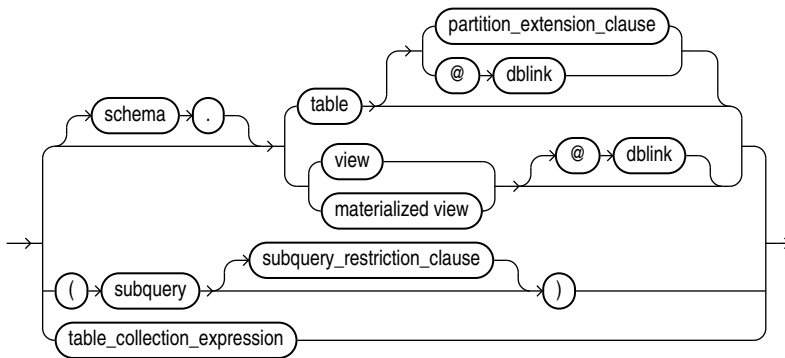 partition_extension_clause
@ dblink
schema . table
view @ dblink
materialized view
subquery_restriction_clause
( subquery )
table_collection_expression